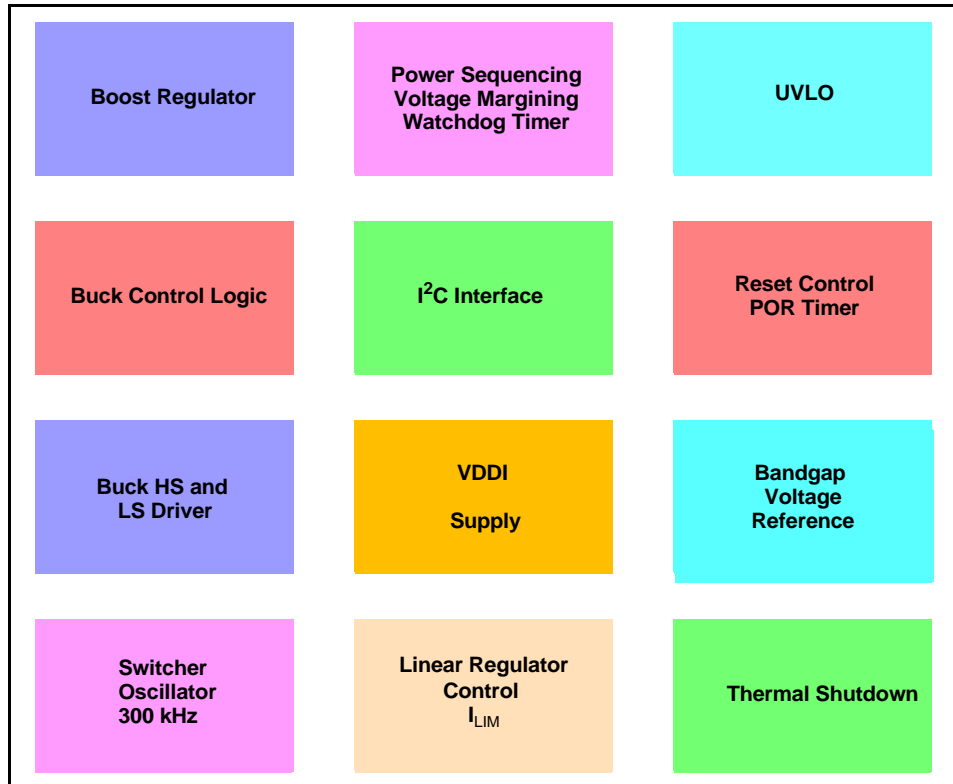 Boost Regulator
Power Sequencing
Voltage Margining
Watchdog Timer
UVLO
Buck Control Logic
I²C Interface
Reset Control
POR Timer
Buck HS and
LS Driver
VDDI
Supply
Bandgap
Voltage
Reference
Switcher
Oscillator
300 kHz
Linear Regulator
Control
I_LIM
Thermal Shutdown